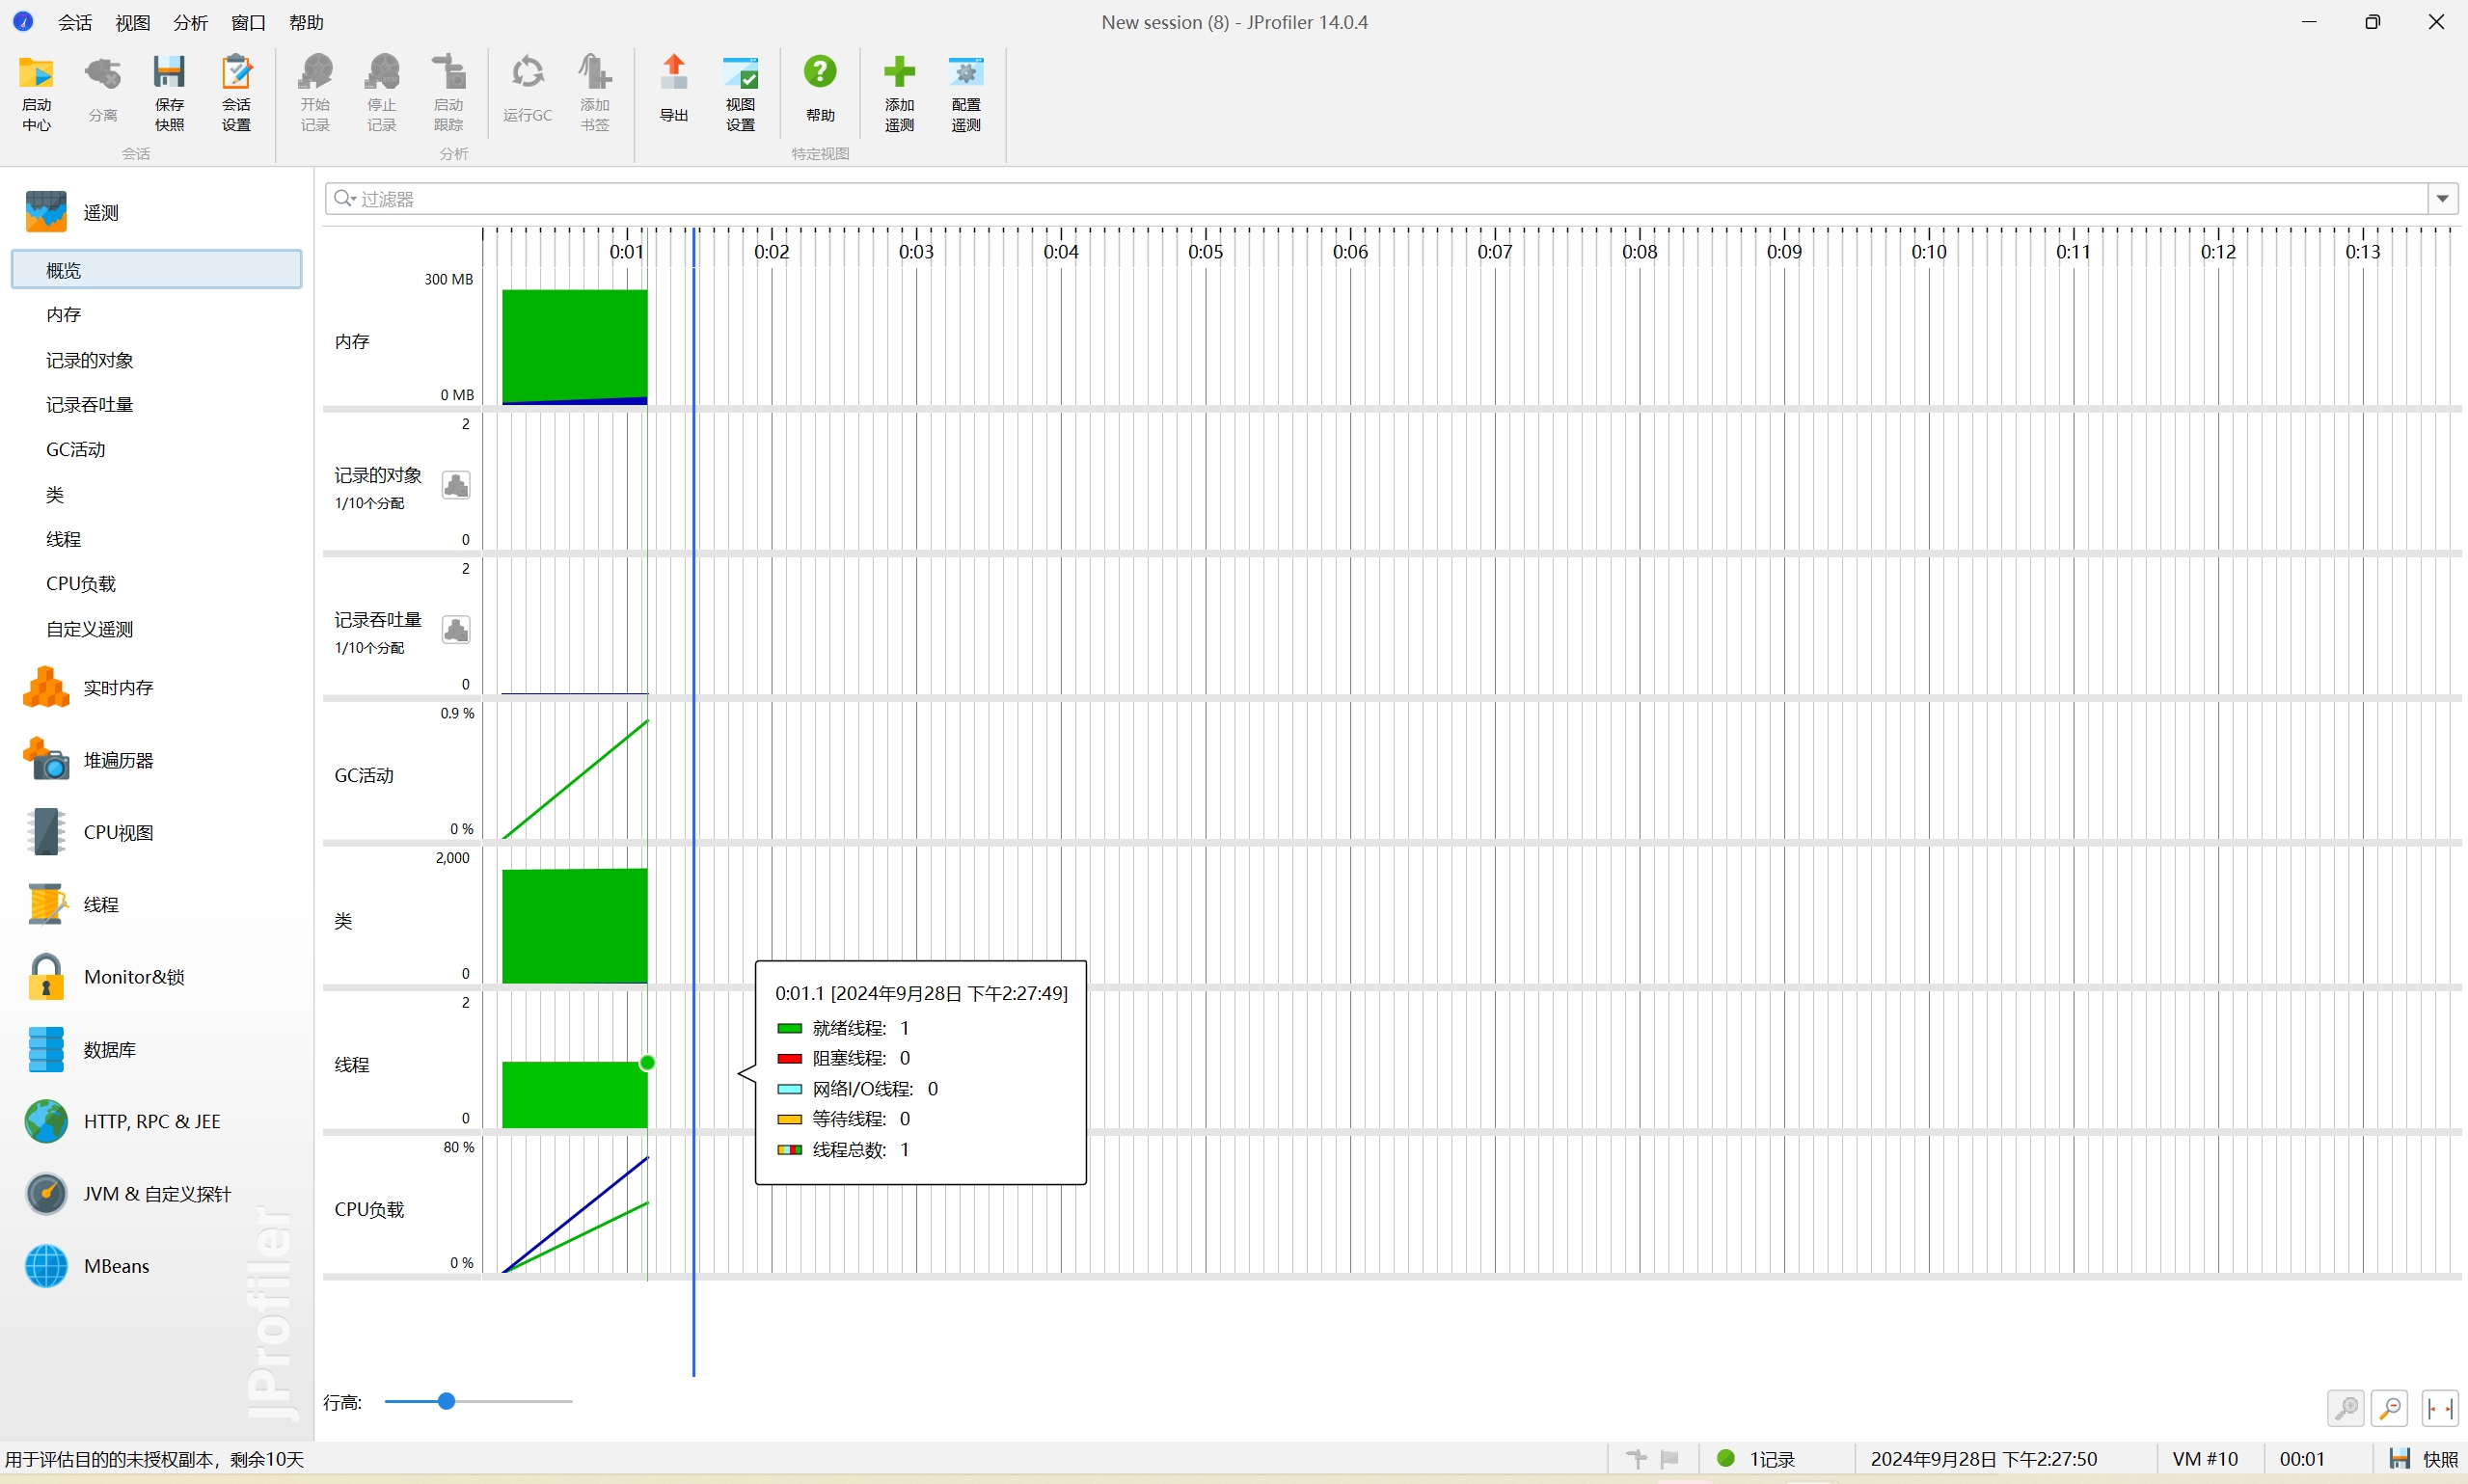 会话 视图 分析 窗口 帮助
New session (8) - JProfiler 14.0.4
启动中心
分离
保存快照
会话设置
开始记录
停止记录
启动跟踪
运行GC
添加书签
导出
视图设置
帮助
添加遥测
配置遥测
会话
分析
特定视图
遥测
概览
内存
记录的对象
记录吞吐量
GC活动
类
线程
CPU负载
自定义遥测
实时内存
堆遍历器
CPU视图
线程
Monitor&锁
数据库
HTTP, RPC & JEE
JVM & 自定义探针
MBeans
JProfiler
过滤器
0:01 0:02 0:03 0:04 0:05 0:06 0:07 0:08 0:09 0:10 0:11 0:12 0:13
300 MB
内存
0 MB
2
记录的对象
1/10个分配
0
2
记录吞吐量
1/10个分配
0
0.9 %
GC活动
0 %
2,000
类
0
2
线程
0
80 %
CPU负载
0 %
0:01.1 [2024年9月28日 下午2:27:49]
就绪线程: 1
阻塞线程: 0
网络I/O线程: 0
等待线程: 0
线程总数: 1
行高:
用于评估目的的未授权副本，剩余10天
1记录
2024年9月28日 下午2:27:50
VM #10
00:01
快照